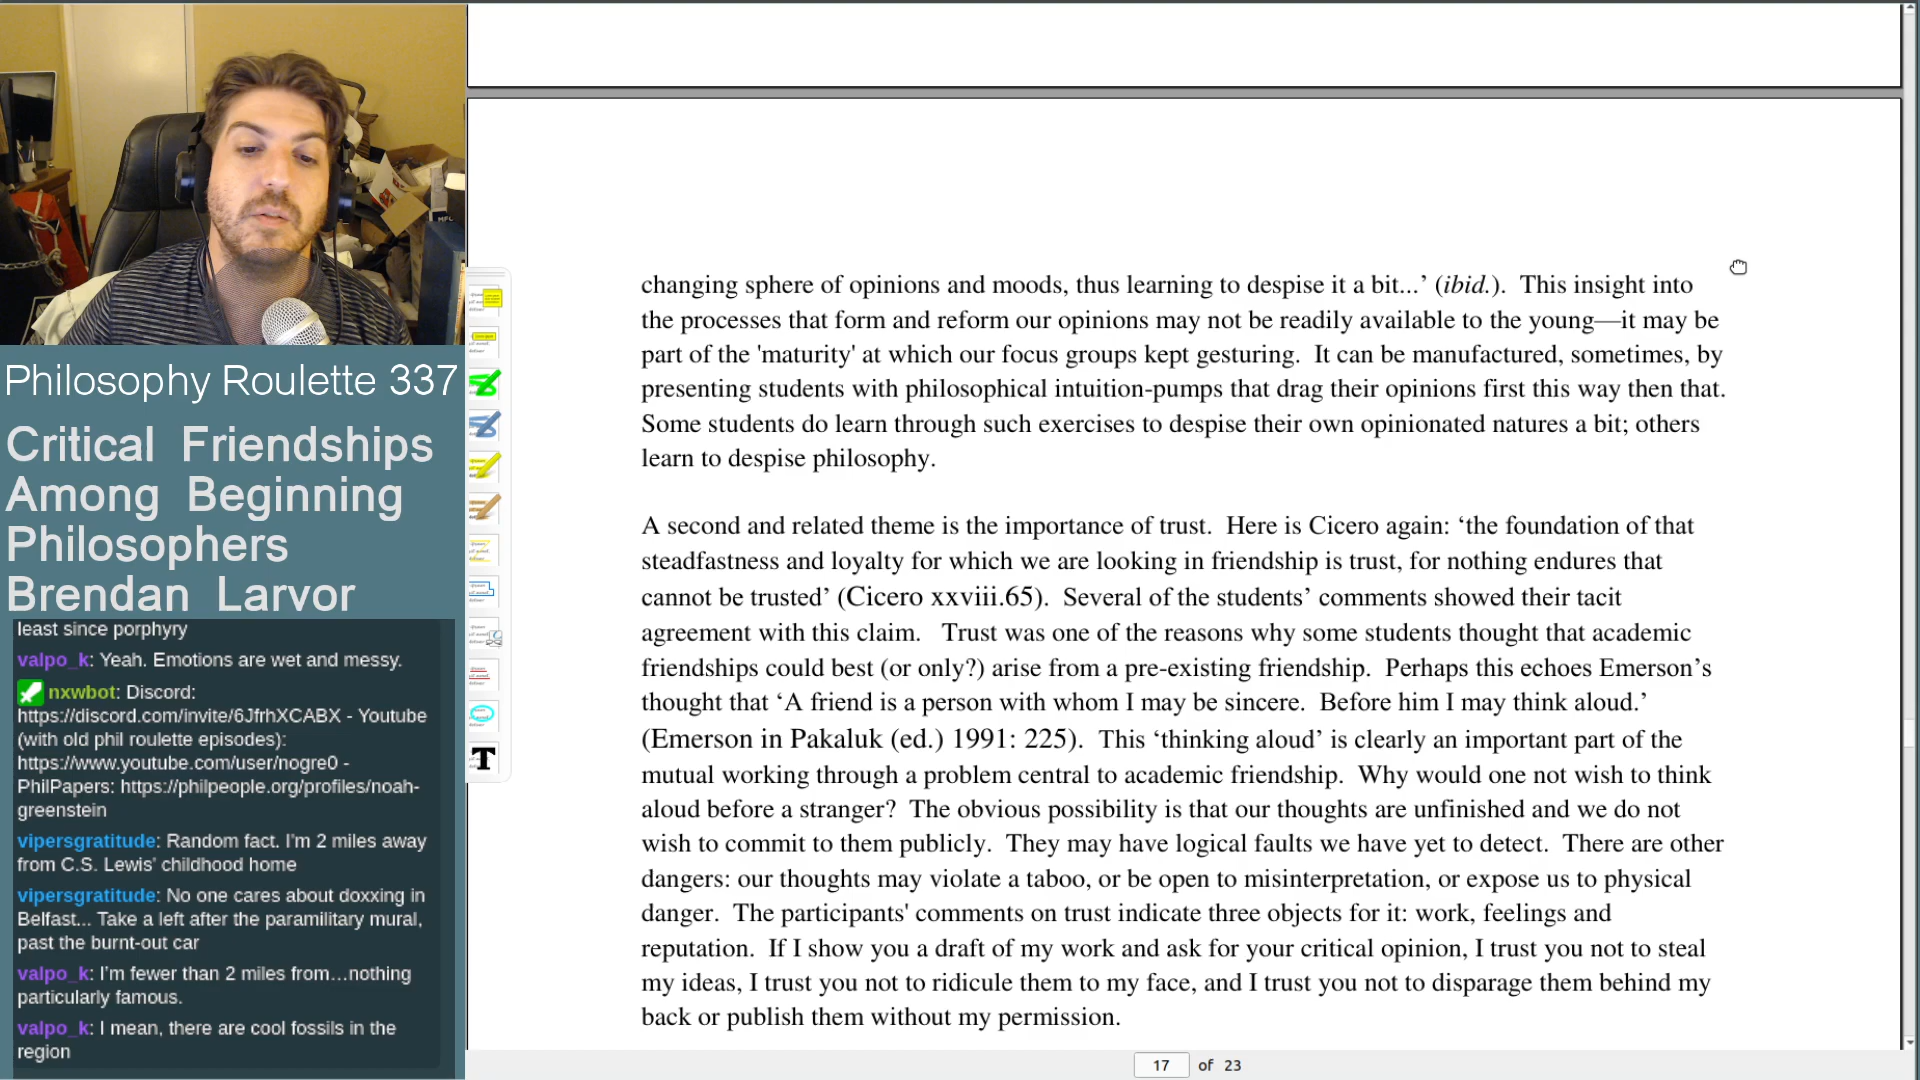 Philosophy Roulette 337
Critical Friendships
Among Beginning
Philosophers
Brendan Larvor
least since porphyry
valpo_k: Yeah. Emotions are wet and messy.
nxwbot: Discord:
https://discord.com/invite/6JfrhXCABX - Youtube
(with old phil roulette episodes):
https://www.youtube.com/user/nogre0 -
PhilPapers: https://philpeople.org/profiles/noah-
greenstein
vipersgratitude: Random fact. I'm 2 miles away
from C.S. Lewis' childhood home
vipersgratitude: No one cares about doxxing in
Belfast... Take a left after the paramilitary mural,
past the burnt-out car
valpo_k: I'm fewer than 2 miles from…nothing
particularly famous.
valpo_k: I mean, there are cool fossils in the
region
changing sphere of opinions and moods, thus learning to despise it a bit...’ (ibid.).  This insight into
the processes that form and reform our opinions may not be readily available to the young—it may be
part of the 'maturity' at which our focus groups kept gesturing.  It can be manufactured, sometimes, by
presenting students with philosophical intuition-pumps that drag their opinions first this way then that.
Some students do learn through such exercises to despise their own opinionated natures a bit; others
learn to despise philosophy.
A second and related theme is the importance of trust.  Here is Cicero again: ‘the foundation of that
steadfastness and loyalty for which we are looking in friendship is trust, for nothing endures that
cannot be trusted’ (Cicero xxviii.65).  Several of the students’ comments showed their tacit
agreement with this claim.   Trust was one of the reasons why some students thought that academic
friendships could best (or only?) arise from a pre-existing friendship.  Perhaps this echoes Emerson’s
thought that ‘A friend is a person with whom I may be sincere.  Before him I may think aloud.’
(Emerson in Pakaluk (ed.) 1991: 225).  This ‘thinking aloud’ is clearly an important part of the
mutual working through a problem central to academic friendship.  Why would one not wish to think
aloud before a stranger?  The obvious possibility is that our thoughts are unfinished and we do not
wish to commit to them publicly.  They may have logical faults we have yet to detect.  There are other
dangers: our thoughts may violate a taboo, or be open to misinterpretation, or expose us to physical
danger.  The participants' comments on trust indicate three objects for it: work, feelings and
reputation.  If I show you a draft of my work and ask for your critical opinion, I trust you not to steal
my ideas, I trust you not to ridicule them to my face, and I trust you not to disparage them behind my
back or publish them without my permission.
T
17 of 23